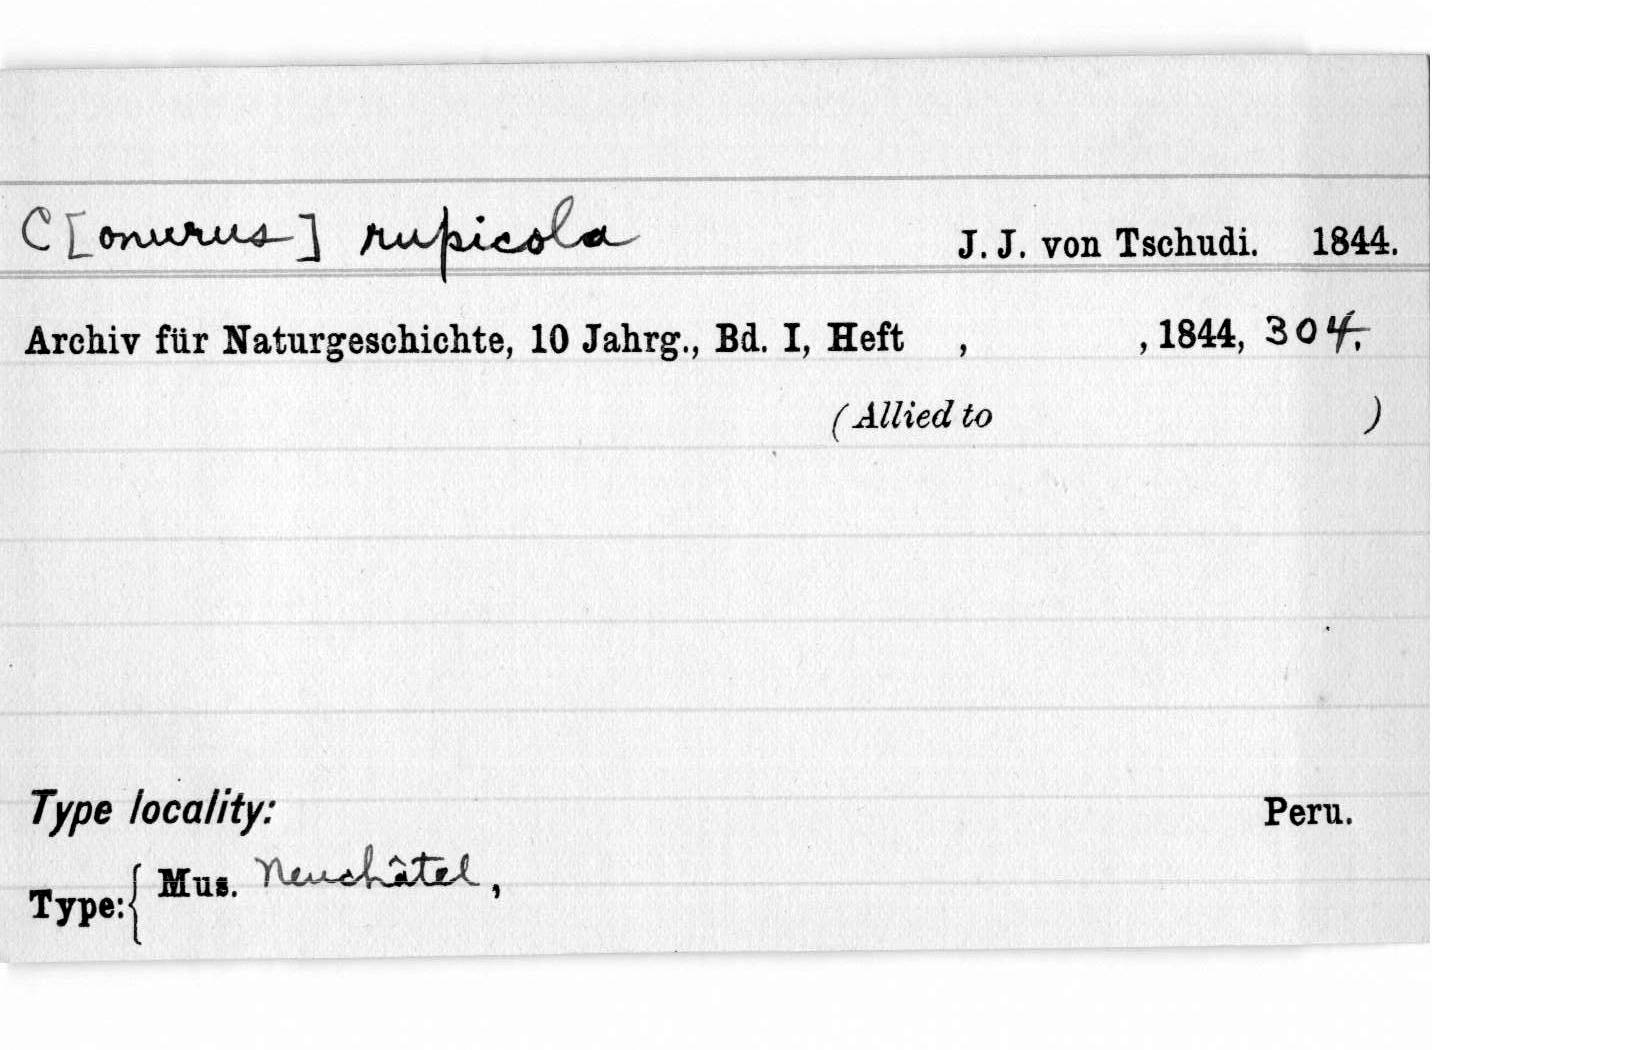 C[onurus] rupicola J. J. von Tschudi. 1844.
Archiv für Naturgeschichte, 10 Jahrg., Bd. I, Heft , , 1844, 304.
(Allied to )
Type locality: Peru.
Type: { Mus. Neuchâtel,